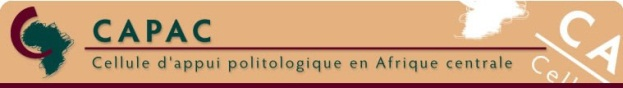 CAPAC
Cellule d'appui politologique en Afrique centrale
CA
Cell